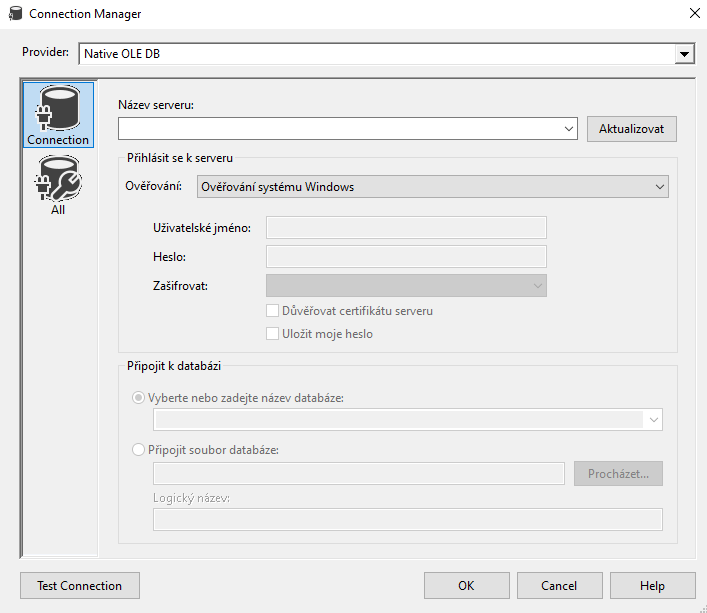 Connection Manager
Provider:
Native OLE DB
Connection
All
Název serveru:
Aktualizovat
Přihlásit se k serveru
Ověřování:
Ověřování systému Windows
Uživatelské jméno:
Heslo:
Zašifrovat:
Důvěřovat certifikátu serveru
Uložit moje heslo
Připojit k databázi
Vyberte nebo zadejte název databáze:
Připojit soubor databáze:
Procházet...
Logický název:
Test Connection
OK
Cancel
Help